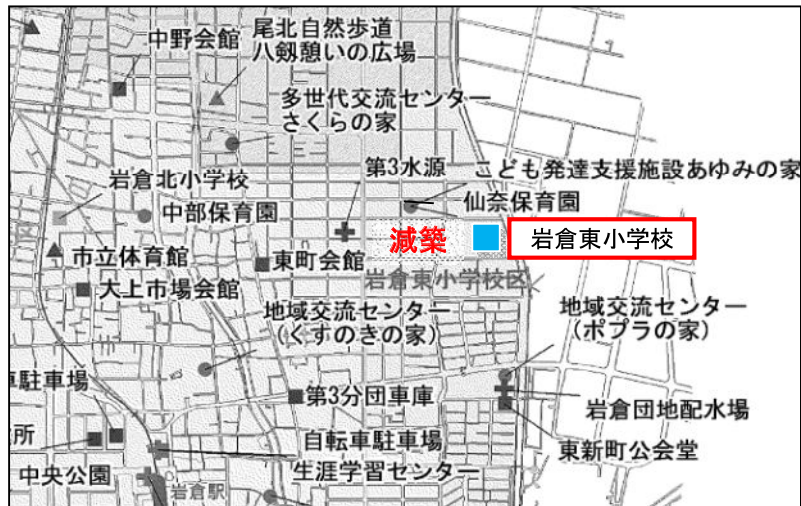 中野会館
尾北自然歩道
八剱憩いの広場
多世代交流センター
さくらの家
岩倉北小学校
第3水源
こども発達支援施設あゆみの家
中部保育園
仙奈保育園
減築
岩倉東小学校
市立体育館
東町会館
岩倉東小学校区
大上市場会館
地域交流センター
(くすのきの家)
地域交流センター
(ポプラの家)
駐車場
第3分団車庫
岩倉団地配水場
所
自転車駐車場
東新町公会堂
中央公園
生涯学習センター
岩倉駅